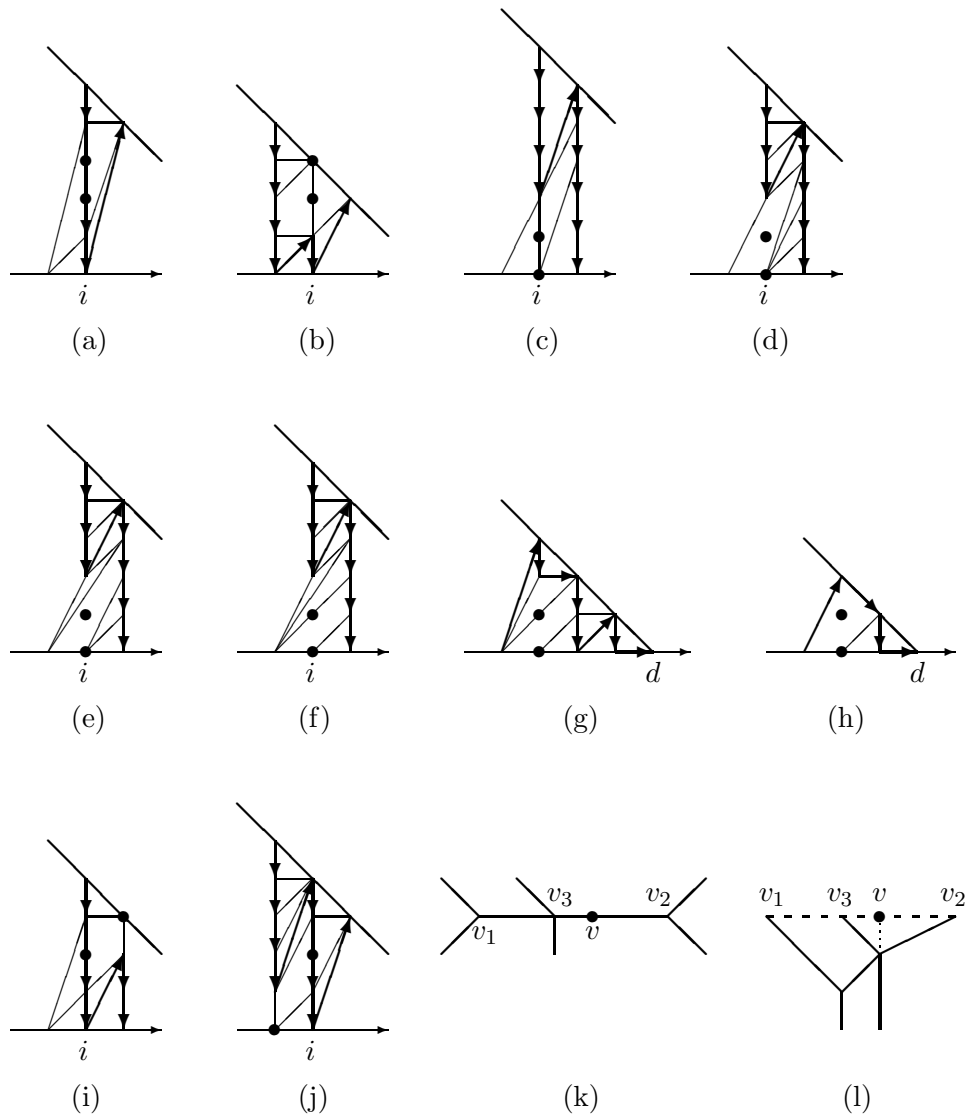 i i i i
(a) (b) (c) (d)
i i d d
(e) (f) (g) (h)
v₁ v₃ v v₂ v₁ v₃ v v₂
i i
(i) (j) (k) (l)